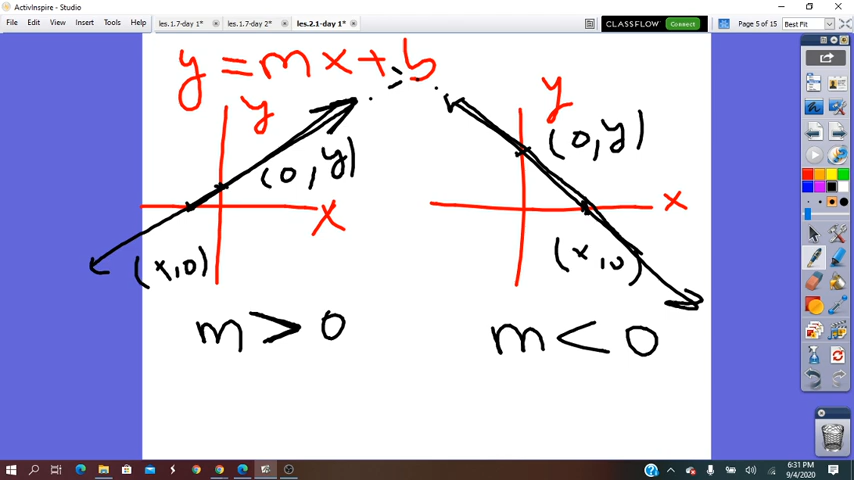 ActivInspire - Studio
File Edit View Insert Tools Help
les.1.7-day 1* les.1.7-day 2* les.2.1-day 1* CLASSFLOW Connect Page 5 of 15 Best Fit
y = mx + b
y y
(0, y) (0, y)
x x
(x, 0) (x, 0)
m > 0 m < 0
6:31 PM
9/4/2020